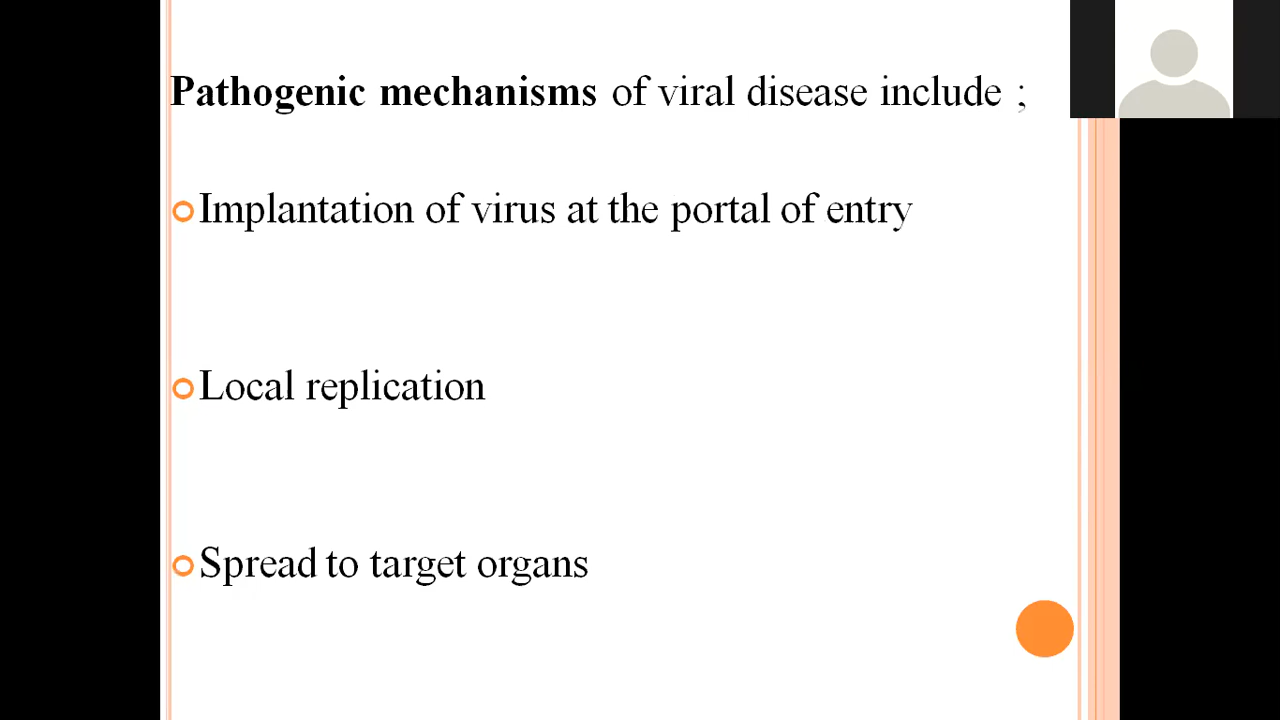 Pathogenic mechanisms of viral disease include ;
Implantation of virus at the portal of entry
Local replication
Spread to target organs